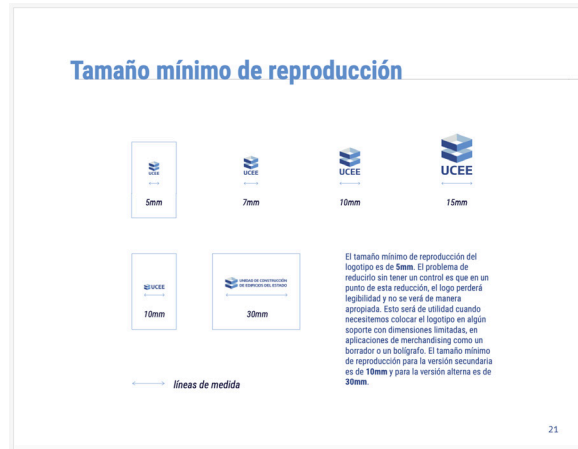 Tamaño mínimo de reproducción
UCEE
UCEE
UCEE
UCEE
5mm
7mm
10mm
15mm
UCEE
UNIDAD DE CONSTRUCCIÓN
DE EDIFICIOS DEL ESTADO
10mm
30mm
El tamaño mínimo de reproducción del
logotipo es de 5mm. El problema de
reducirlo sin tener un control es que en un
punto de esta reducción, el logo perderá
legibilidad y no se verá de manera
apropiada. Esto será de utilidad cuando
necesitemos colocar el logotipo en algún
soporte con dimensiones limitadas, en
aplicaciones de merchandising como un
borrador o un bolígrafo. El tamaño mínimo
de reproducción para la versión secundaria
es de 10mm y para la versión alterna es de
30mm.
líneas de medida
21